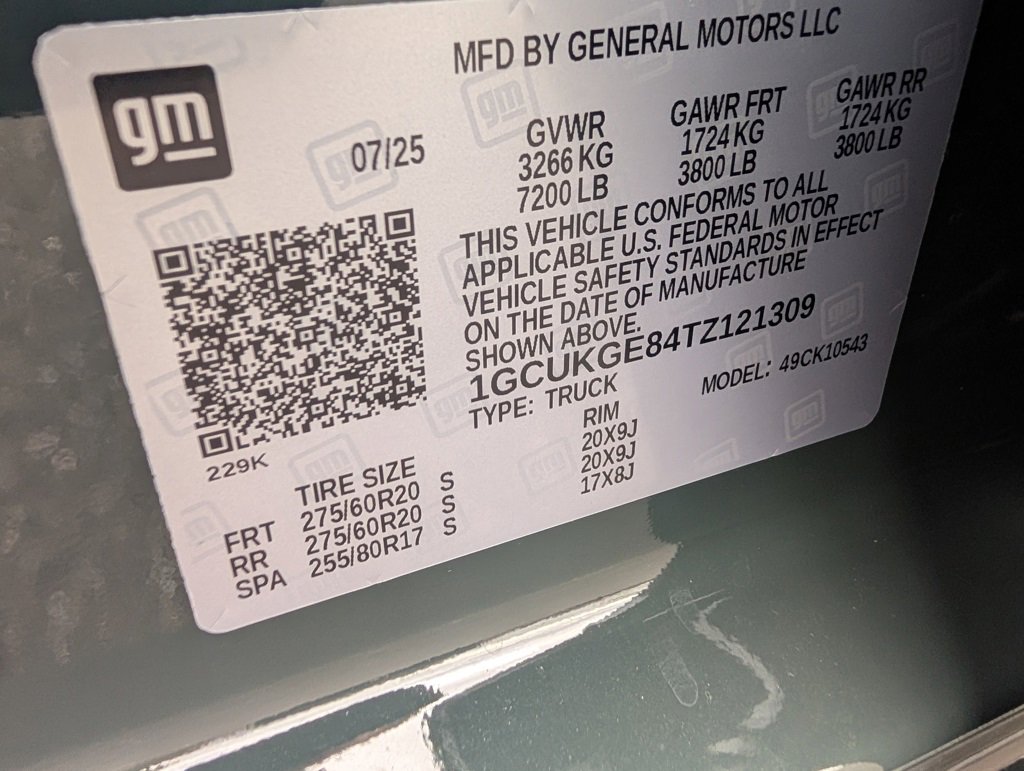 MFD BY GENERAL MOTORS LLC
gm
07/25
GVWR GAWR FRT GAWR RR
3266 KG 1724 KG 1724 KG
7200 LB 3800 LB 3800 LB
THIS VEHICLE CONFORMS TO ALL
APPLICABLE U.S. FEDERAL MOTOR
VEHICLE SAFETY STANDARDS IN EFFECT
ON THE DATE OF MANUFACTURE
SHOWN ABOVE.
1GCUKGE84TZ121309
TYPE: TRUCK MODEL: 49CK10543
229K
TIRE SIZE RIM
FRT 275/60R20 S 20X9J
RR 275/60R20 S 20X9J
SPA 255/80R17 S 17X8J